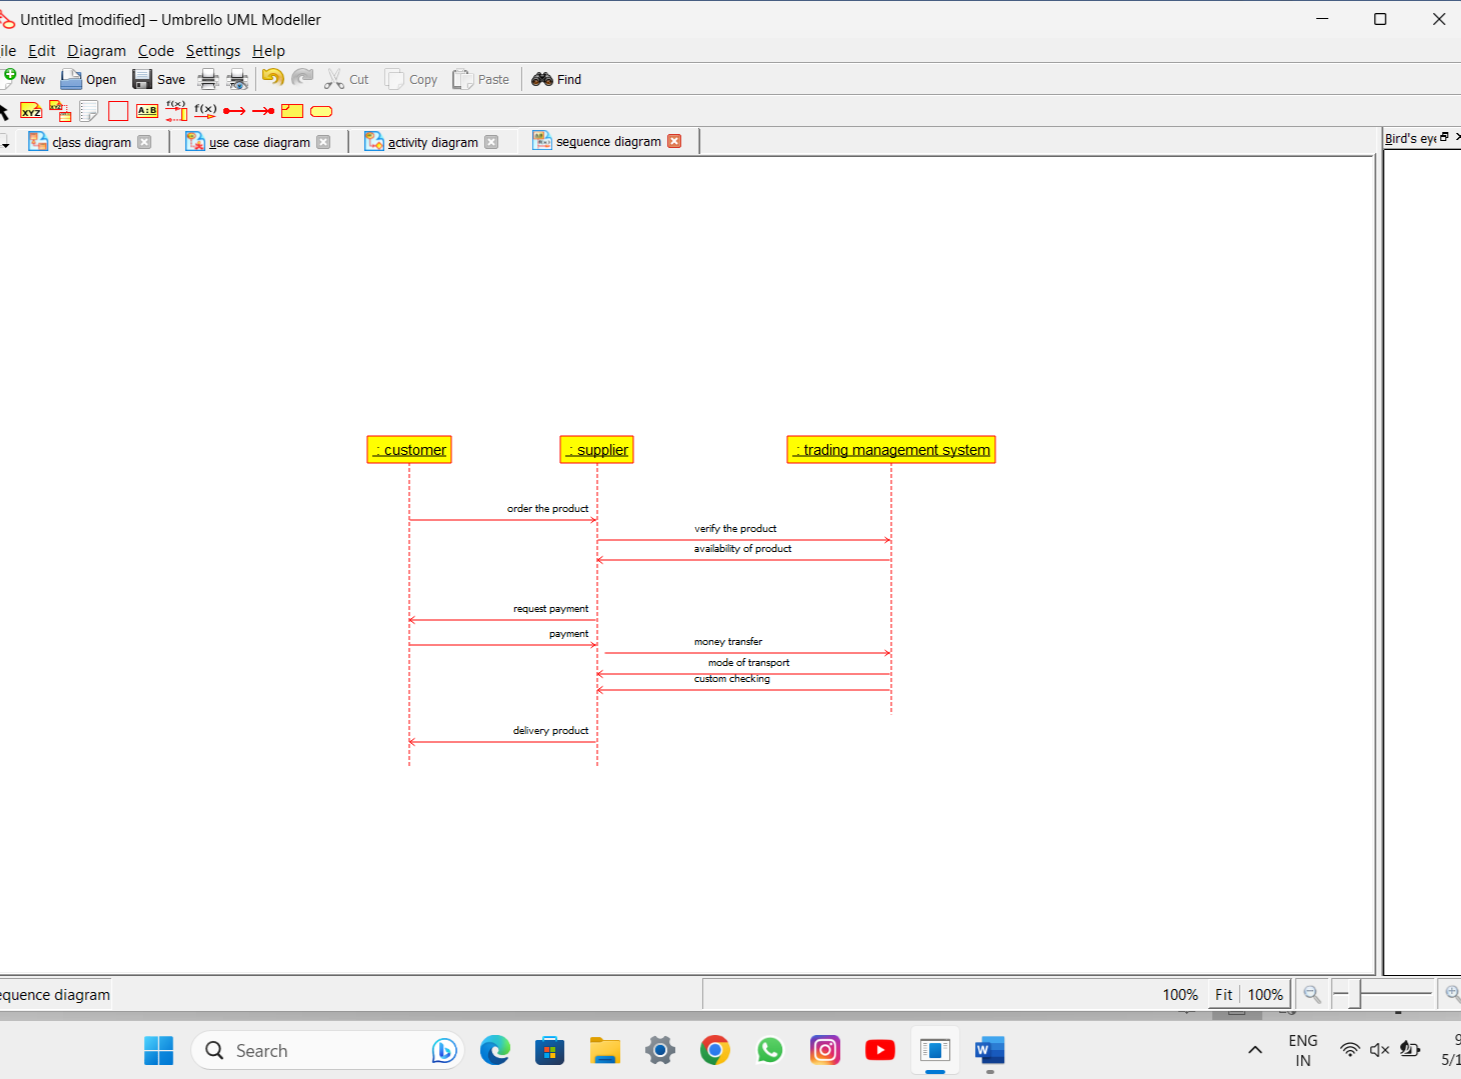 Untitled [modified] – Umbrello UML Modeller
ile Edit Diagram Code Settings Help
New Open Save Cut Copy Paste Find
XYZ XYZ A:B f(x) f(x)
class diagram use case diagram activity diagram sequence diagram
Bird's eye
: customer : supplier : trading management system
order the product
verify the product
availability of product
request payment
payment
money transfer
mode of transport
custom checking
delivery product
equence diagram 100% Fit 100%
Search ENG
IN
9
5/1